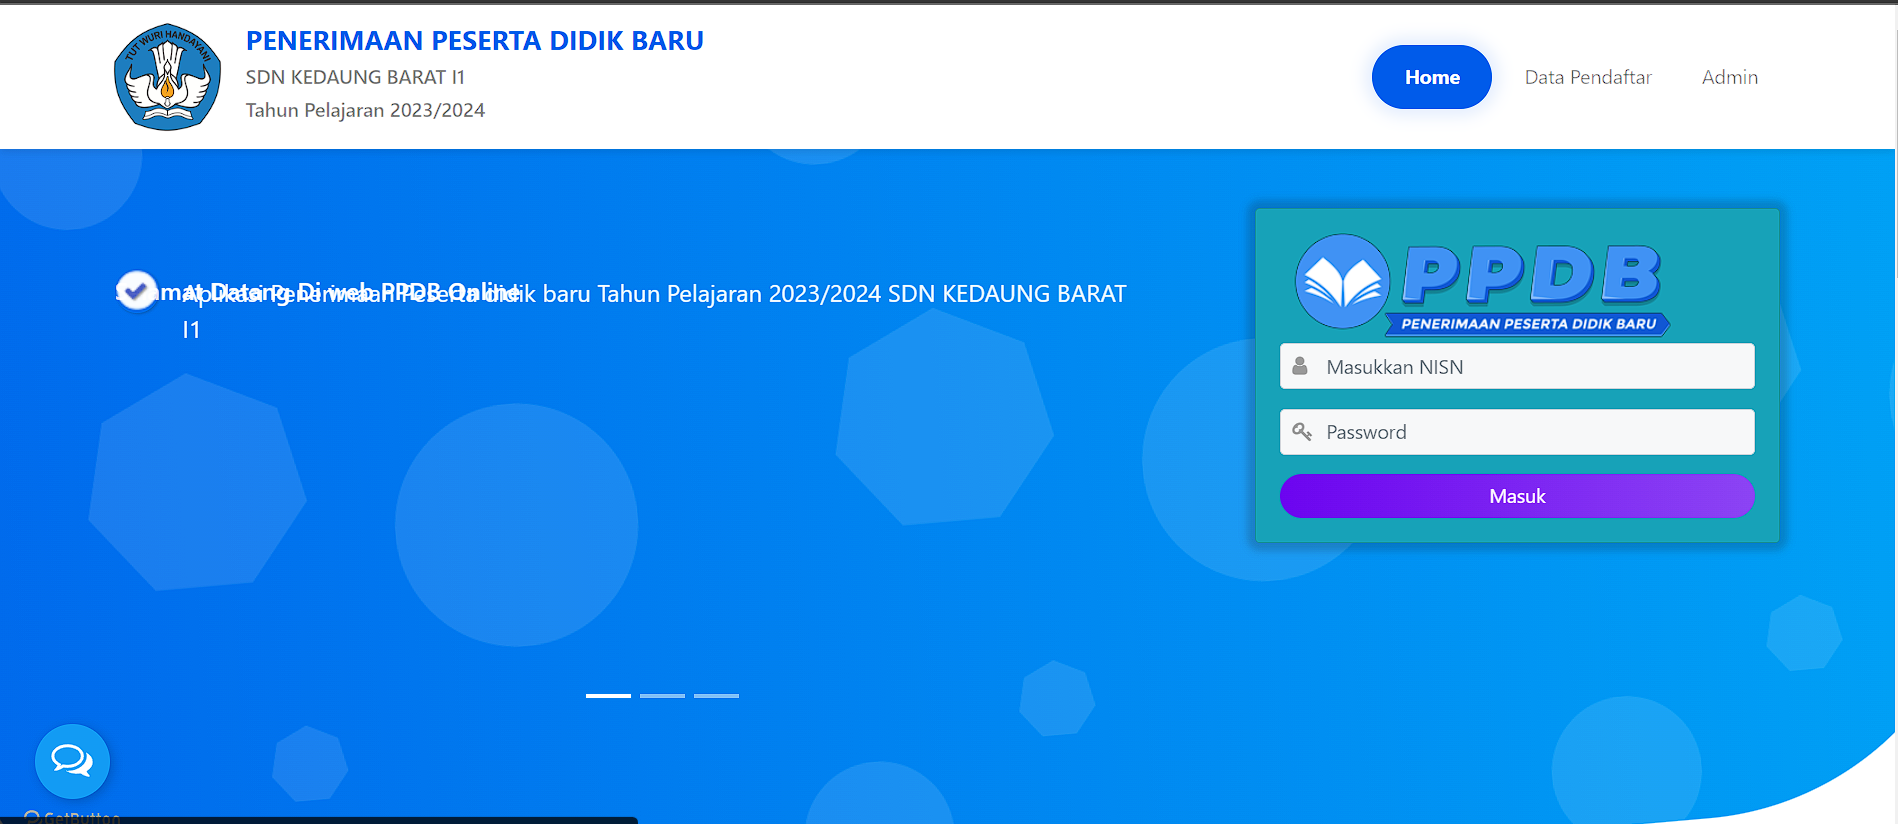 TUT WURI HANDAYANI
PENERIMAAN PESERTA DIDIK BARU
SDN KEDAUNG BARAT I1
Tahun Pelajaran 2023/2024
Home
Data Pendaftar
Admin
Datang Di web PPDB Online
Aplikasi Penerimaan Peserta didik baru Tahun Pelajaran 2023/2024 SDN KEDAUNG BARAT
I1
PPDB
PENERIMAAN PESERTA DIDIK BARU
Masukkan NISN
Password
Masuk
GetButton